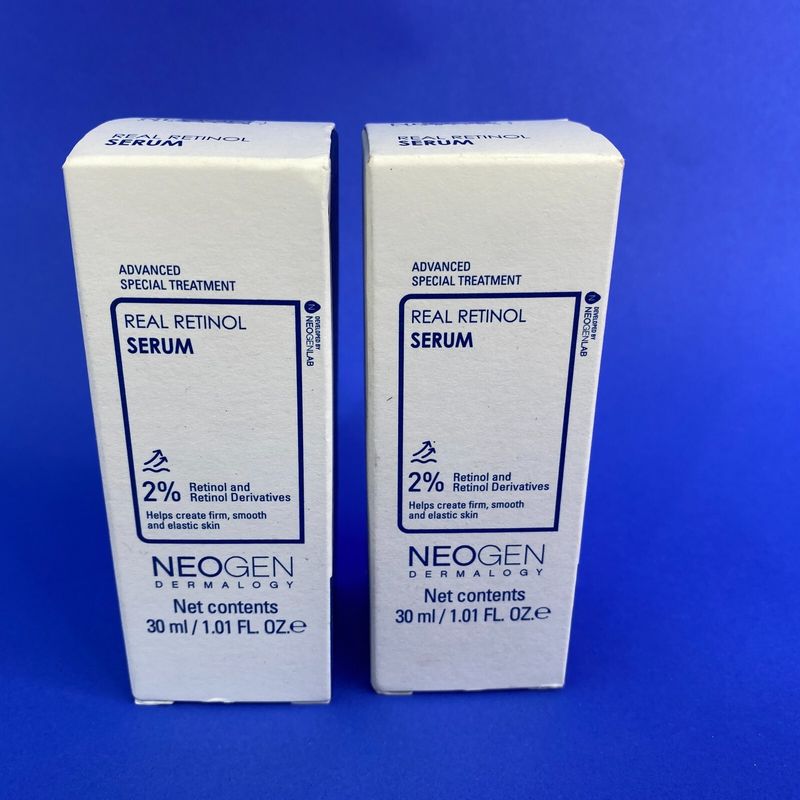 REAL RETINOL
SERUM
ADVANCED
SPECIAL TREATMENT
REAL RETINOL
SERUM
DEVELOPED BY
NEOGENLAB
2% Retinol and
Retinol Derivatives
Helps create firm, smooth
and elastic skin
NEOGEN
DERMALOGY
Net contents
30 ml / 1.01 FL. OZ.℮
REAL RETINOL
SERUM
ADVANCED
SPECIAL TREATMENT
REAL RETINOL
SERUM
DEVELOPED BY
NEOGENLAB
2% Retinol and
Retinol Derivatives
Helps create firm, smooth
and elastic skin
NEOGEN
DERMALOGY
Net contents
30 ml / 1.01 FL. OZ.℮